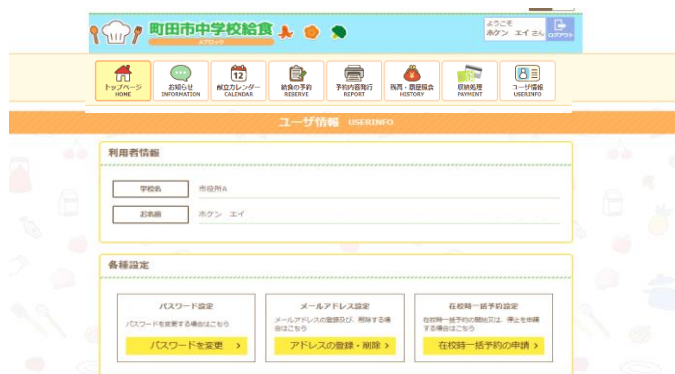 町田市中学校給食
ようこそ
ホケン エイ さん
ログアウト
トップページ
HOME
お知らせ
INFORMATION
12
献立カレンダー
CALENDAR
給食の予約
RESERVE
予約内容発行
REPORT
残高・履歴照会
HISTORY
収納処理
PAYMENT
ユーザ情報
USERINFO
ユーザ情報 USERINFO
利用者情報
学校名
市役所A
お名前
ホケン エイ
各種設定
パスワード設定
パスワードを変更する場合はこちら
パスワードを変更 ›
メールアドレス設定
メールアドレスの登録及び、削除する場
合はこちら
アドレスの登録・削除 ›
在校時一括予約設定
在校時一括予約の開始又は、停止を申請
する場合はこちら
在校時一括予約の申請 ›